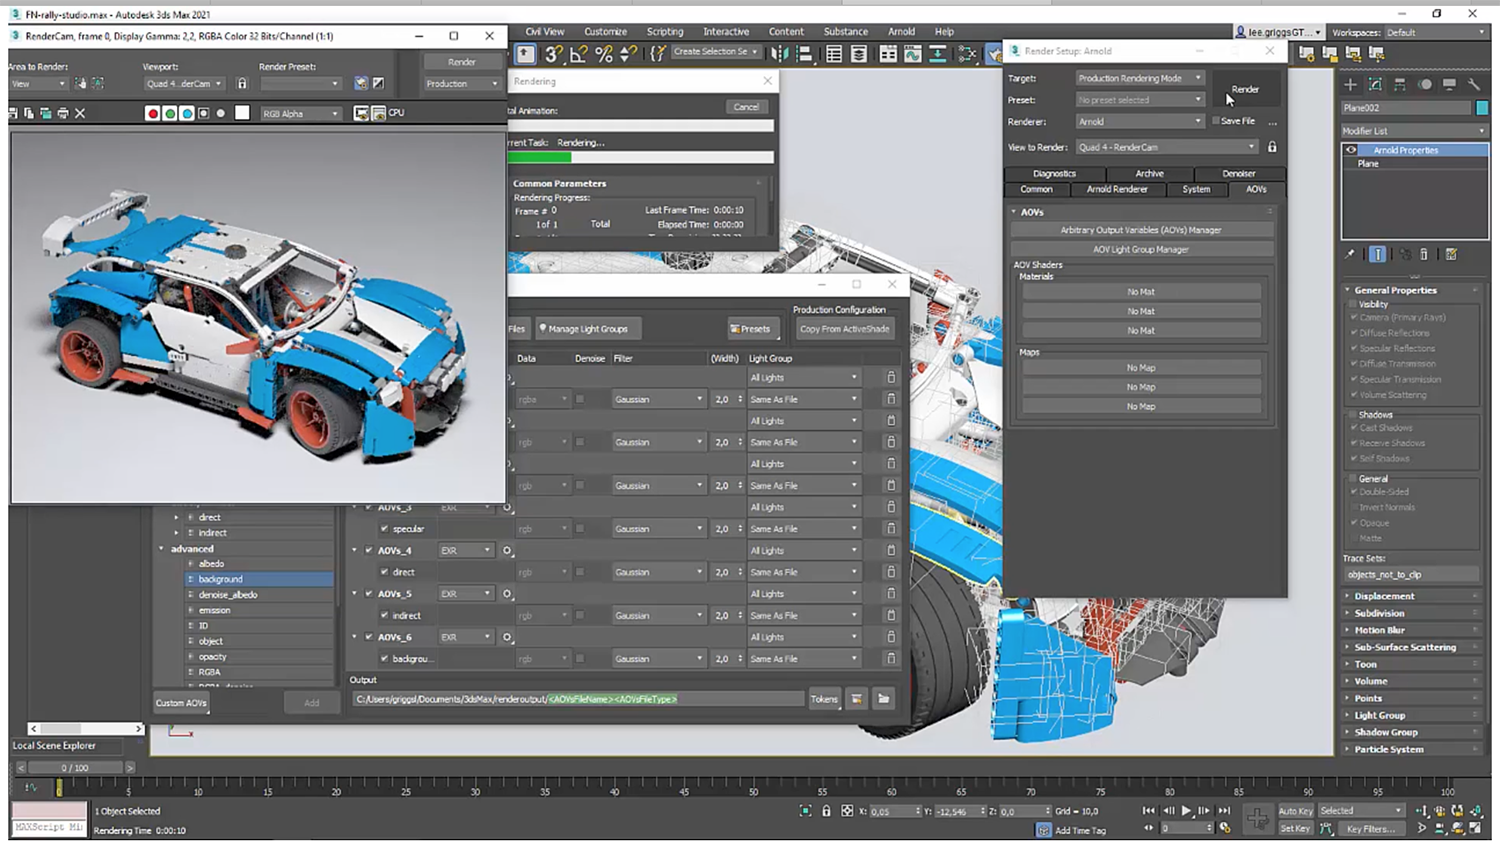 FN-rally-studio.max - Autodesk 3ds Max 2021
RenderCam, frame 0, Display Gamma: 2,2, RGBA Color 32 Bits/Channel (1:1)
Civil View Customize Scripting Interactive Content Substance Arnold Help
lee.griggsGT... Workspaces: Default
Area to Render: Viewport: Render Preset: Render
View Quad 4...derCam Production
RGB Alpha CPU
Create Selection Se
Rendering
tal Animation: Cancel
rrent Task: Rendering...
Common Parameters
Rendering Progress:
Frame # 0 Last Frame Time: 0:00:10
1 of 1 Total Elapsed Time: 0:00:00
Render Setup: Arnold
Target: Production Rendering Mode
Render
Preset: No preset selected
Renderer: Arnold Save File ...
View to Render: Quad 4 - RenderCam
Diagnostics Archive Denoiser
Common Arnold Renderer System AOVs
AOVs
Arbitrary Output Variables (AOVs) Manager
AOV Light Group Manager
AOV Shaders
Materials
No Mat
No Mat
No Mat
Maps
No Map
No Map
No Map
Plane002
Modifier List
Arnold Properties
Plane
General Properties
Visibility
Camera (Primary Rays)
Diffuse Reflections
Specular Reflections
Diffuse Transmission
Specular Transmission
Volume Scattering
Shadows
Cast Shadows
Receive Shadows
Self Shadows
General
Double-Sided
Invert Normals
Opaque
Matte
Trace Sets:
objects_not_to_clip
Displacement
Subdivision
Motion Blur
Sub-Surface Scattering
Toon
Volume
Points
Light Group
Shadow Group
Particle System
Production Configuration
Files Manage Light Groups Presets Copy From ActiveShade
Data Denoise Filter (Width) Light Group
All Lights
rgba Gaussian 2,0 Same As File
All Lights
rgb Gaussian 2,0 Same As File
All Lights
rgb Gaussian 2,0 Same As File
AOVs_3 EXR All Lights
specular rgb Gaussian 2,0 Same As File
AOVs_4 EXR All Lights
direct rgb Gaussian 2,0 Same As File
AOVs_5 EXR All Lights
indirect rgb Gaussian 2,0 Same As File
AOVs_6 EXR All Lights
backgrou... rgb Gaussian 2,0 Same As File
direct
indirect
advanced
albedo
background
denoise_albedo
emission
ID
object
opacity
RGBA
Custom AOVs Add
Output
C:/Users/griggsl/Documents/3dsMax/renderoutput/<AOVsFileName><AOVsFileType> Tokens
Local Scene Explorer
0 / 100
0 5 10 15 20 25 30 35 40 45 50 55 60 65 70 75 80 85 90 95 100
1 Object Selected X: 0,05 Y: -12,546 Z: 0,0 Grid = 10,0 Auto Key Selected
MAXScript Mi Rendering Time 0:00:10 Add Time Tag 0 Set Key Key Filters...